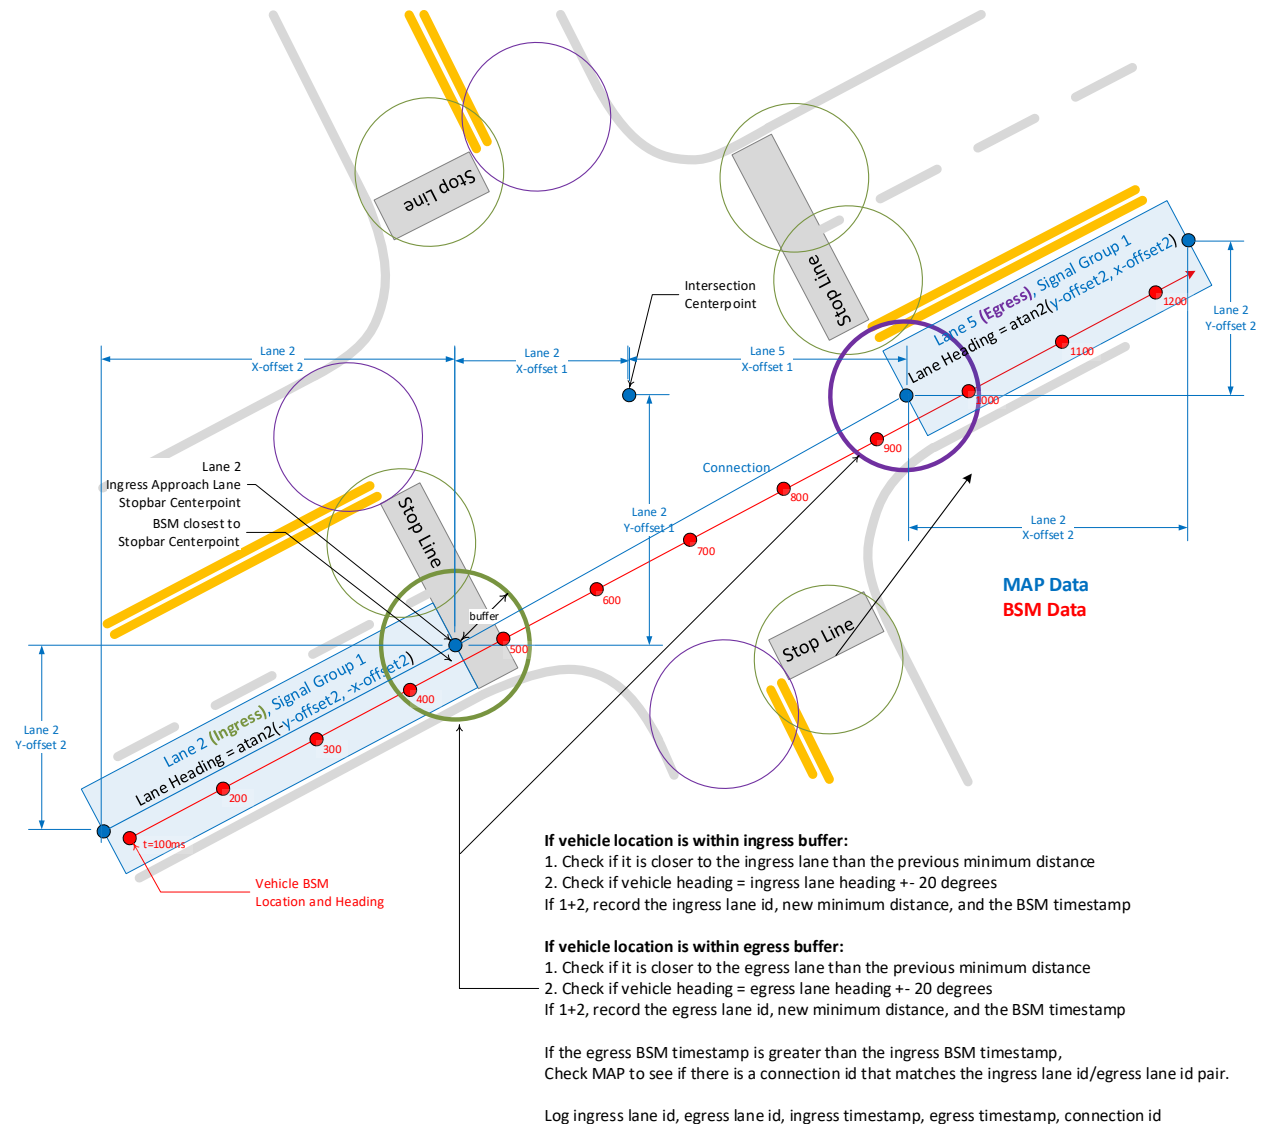 Stop Line
Stop Line
Intersection
Centerpoint
Lane 2
X-offset 2
Lane 2
X-offset 1
Lane 5
X-offset 1
Lane 5 (Egress), Signal Group 1
Lane Heading = atan2(y-offset2, x-offset2)
1200
1100
1000
900
Lane 2
Y-offset 2
Lane 2
Ingress Approach Lane
Stopbar Centerpoint
BSM closest to
Stopbar Centerpoint
Stop Line
Connection
800
Lane 2
Y-offset 1
700
Lane 2
X-offset 2
600
buffer
500
400
MAP Data
BSM Data
Stop Line
Lane 2
Y-offset 2
Lane 2 (Ingress), Signal Group 1
Lane Heading = atan2(-y-offset2, -x-offset2)
300
200
t=100ms
Vehicle BSM
Location and Heading
If vehicle location is within ingress buffer:
1. Check if it is closer to the ingress lane than the previous minimum distance
2. Check if vehicle heading = ingress lane heading +- 20 degrees
If 1+2, record the ingress lane id, new minimum distance, and the BSM timestamp
If vehicle location is within egress buffer:
1. Check if it is closer to the egress lane than the previous minimum distance
2. Check if vehicle heading = egress lane heading +- 20 degrees
If 1+2, record the egress lane id, new minimum distance, and the BSM timestamp
If the egress BSM timestamp is greater than the ingress BSM timestamp,
Check MAP to see if there is a connection id that matches the ingress lane id/egress lane id pair.
Log ingress lane id, egress lane id, ingress timestamp, egress timestamp, connection id